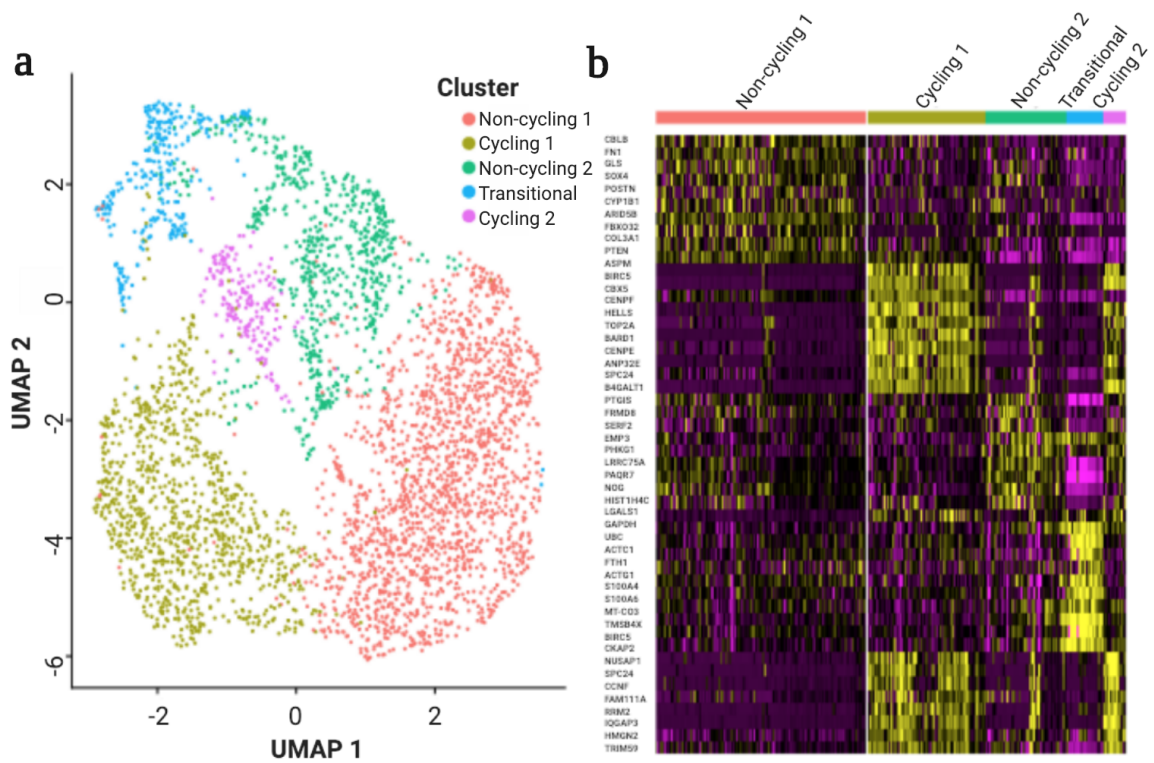 a
Cluster
Non-cycling 1
Cycling 1
Non-cycling 2
Transitional
Cycling 2
2
0
-2
-4
-6
-2
0
2
UMAP 1
UMAP 2
b
Non-cycling 1
Cycling 1
Non-cycling 2
Transitional
Cycling 2
CBLB
FN1
GLS
SOX4
POSTN
CYP1B1
ARID5B
FBXO32
COL3A1
PTEN
ASPM
BIRC5
CBX5
CENPF
HELLS
TOP2A
BARD1
CENPE
ANP32E
SPC24
B4GALT1
PTGIS
FRMD8
SERF2
EMP3
PHKG1
LRRC75A
PAQR7
NOG
HIST1H4C
LGALS1
GAPDH
UBC
ACTC1
FTH1
ACTG1
S100A4
S100A6
MT-CO3
TMSB4X
BIRC5
CKAP2
NUSAP1
SPC24
CCNF
FAM111A
RRM2
IQGAP3
HMGN2
TRIM59